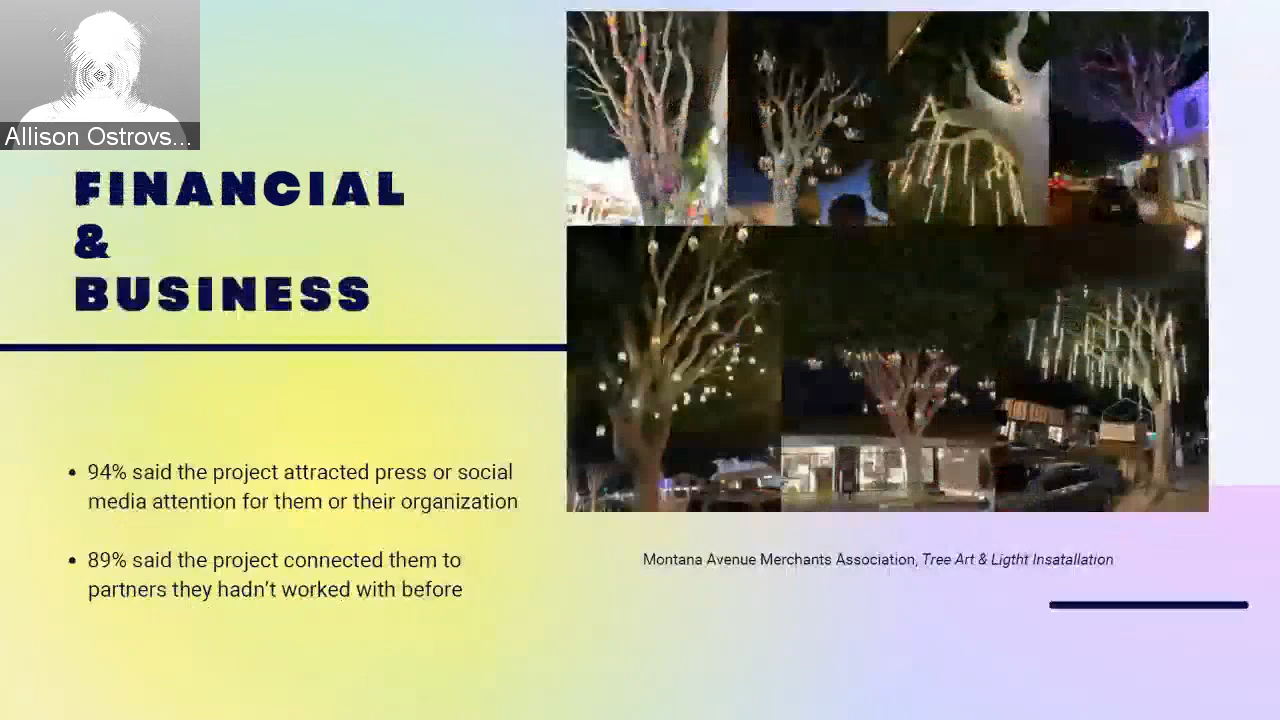 Allison Ostrovs...
FINANCIAL
&
BUSINESS
• 94% said the project attracted press or social
media attention for them or their organization
• 89% said the project connected them to
partners they hadn't worked with before
Montana Avenue Merchants Association, Tree Art & Ligtht Insatallation